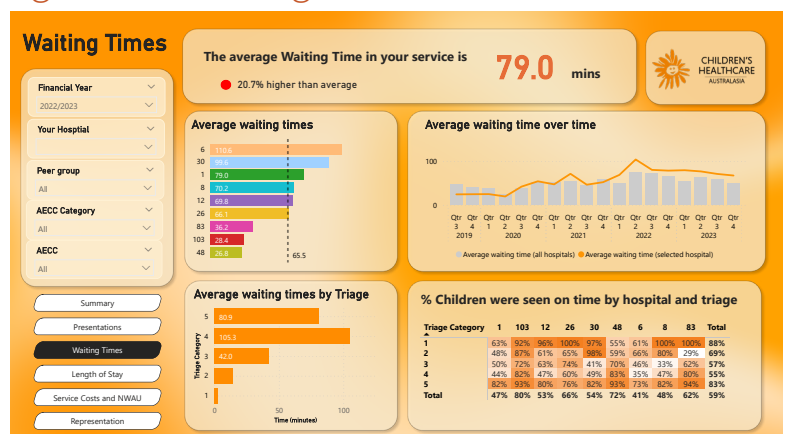 Waiting Times
Financial Year
2022/2023
Your Hosptial
Peer group
All
AECC Category
All
AECC
All
Summary
Presentations
Waiting Times
Length of Stay
Service Costs and NWAU
Representation
The average Waiting Time in your service is
20.7% higher than average
79.0 mins
CHILDREN'S
HEALTHCARE
AUSTRALASIA
Average waiting times
6 110.6
30 99.6
1 79.0
8 70.2
12 69.8
26 66.1
83 36.2
103 28.4
48 26.8
65.5
Average waiting time over time
100
0
Qtr Qtr Qtr Qtr Qtr Qtr Qtr Qtr Qtr Qtr Qtr Qtr Qtr Qtr Qtr Qtr Qtr Qtr
3 4 1 2 3 4 1 2 3 4 1 2 3 4 1 2 3 4
2019 2020 2021 2022 2023
Average waiting time (all hospitals) Average waiting time (selected hospital)
Average waiting times by Triage
Triage Category
5 80.9
4 105.3
3 42.0
2
1
0 50 100
Time (minutes)
% Children were seen on time by hospital and triage
Triage Category 1 103 12 26 30 48 6 8 83 Total
1 63% 92% 96% 100% 97% 55% 61% 100% 100% 88%
2 48% 87% 61% 65% 98% 59% 66% 80% 29% 69%
3 50% 72% 63% 74% 41% 70% 46% 33% 62% 57%
4 44% 82% 47% 60% 49% 83% 35% 47% 80% 55%
5 82% 93% 80% 76% 82% 93% 73% 82% 94% 83%
Total 47% 80% 53% 66% 54% 72% 41% 48% 62% 59%